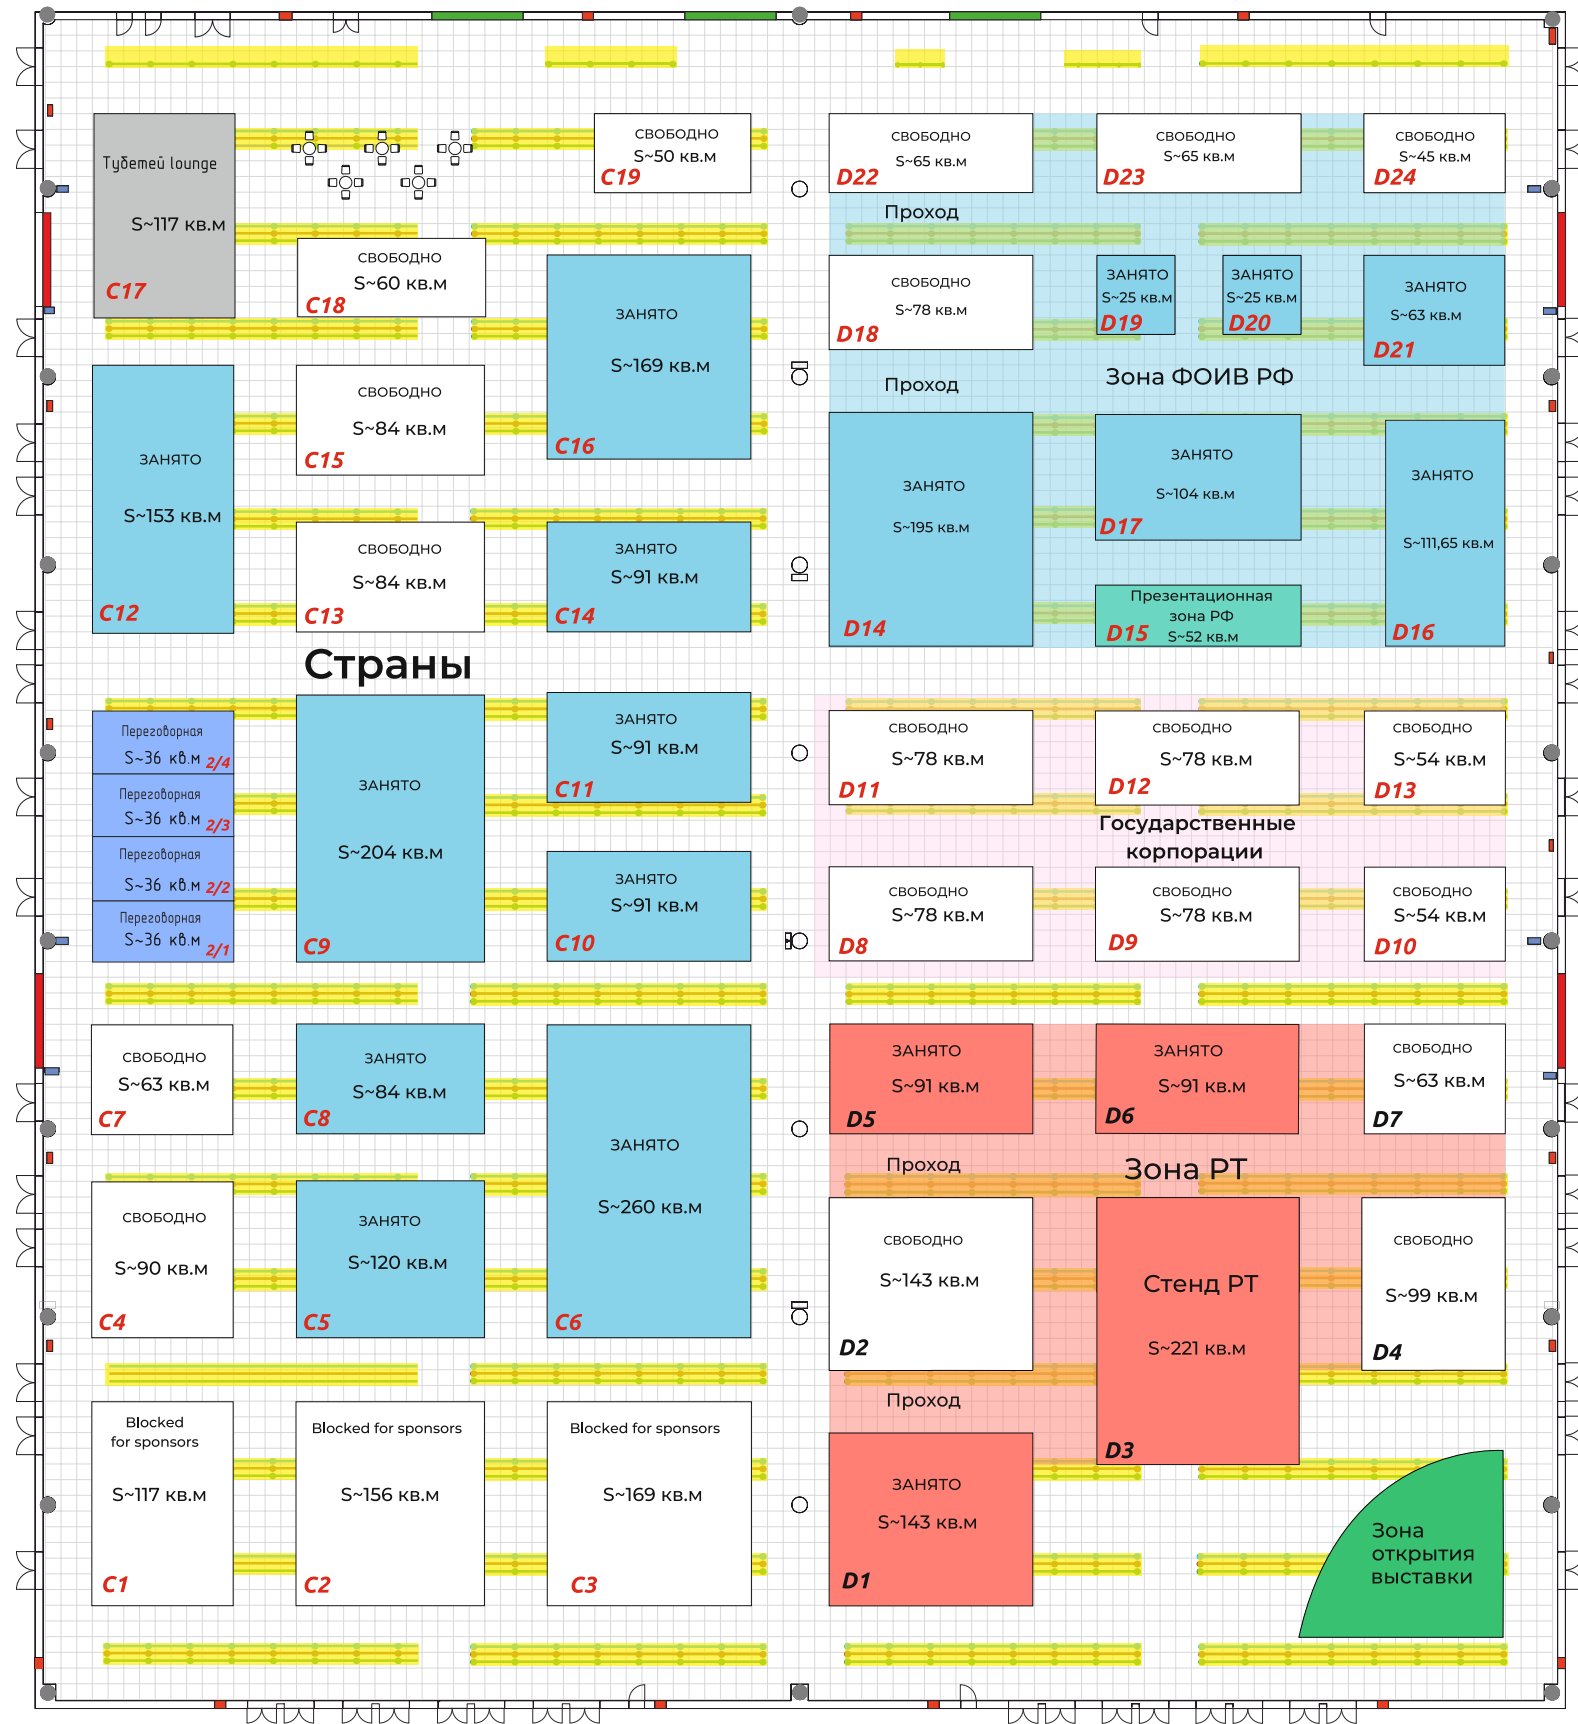 Тубетей lounge
S~117 кв.м
C17
СВОБОДНО
S~50 кв.м
C19
СВОБОДНО
S~60 кв.м
C18
ЗАНЯТО
S~169 кв.м
C16
ЗАНЯТО
S~153 кв.м
C12
СВОБОДНО
S~84 кв.м
C15
СВОБОДНО
S~84 кв.м
C13
ЗАНЯТО
S~91 кв.м
C14
Страны
Переговорная
S~36 кв.м 2/4
Переговорная
S~36 кв.м 2/3
Переговорная
S~36 кв.м 2/2
Переговорная
S~36 кв.м 2/1
ЗАНЯТО
S~204 кв.м
C9
ЗАНЯТО
S~91 кв.м
C11
ЗАНЯТО
S~91 кв.м
C10
СВОБОДНО
S~63 кв.м
C7
ЗАНЯТО
S~84 кв.м
C8
ЗАНЯТО
S~260 кв.м
C6
СВОБОДНО
S~90 кв.м
C4
ЗАНЯТО
S~120 кв.м
C5
Blocked
for sponsors
S~117 кв.м
C1
Blocked for sponsors
S~156 кв.м
C2
Blocked for sponsors
S~169 кв.м
C3
СВОБОДНО
S~65 кв.м
D22
СВОБОДНО
S~65 кв.м
D23
СВОБОДНО
S~45 кв.м
D24
Проход
СВОБОДНО
S~78 кв.м
D18
ЗАНЯТО
S~25 кв.м
D19
ЗАНЯТО
S~25 кв.м
D20
ЗАНЯТО
S~63 кв.м
D21
Проход
Зона ФОИВ РФ
ЗАНЯТО
S~195 кв.м
D14
ЗАНЯТО
S~104 кв.м
D17
ЗАНЯТО
S~111,65 кв.м
D16
Презентационная
зона РФ
D15 S~52 кв.м
СВОБОДНО
S~78 кв.м
D11
СВОБОДНО
S~78 кв.м
D12
СВОБОДНО
S~54 кв.м
D13
Государственные
корпорации
СВОБОДНО
S~78 кв.м
D8
СВОБОДНО
S~78 кв.м
D9
СВОБОДНО
S~54 кв.м
D10
ЗАНЯТО
S~91 кв.м
D5
ЗАНЯТО
S~91 кв.м
D6
СВОБОДНО
S~63 кв.м
D7
Проход
Зона РТ
СВОБОДНО
S~143 кв.м
D2
Стенд РТ
S~221 кв.м
D3
СВОБОДНО
S~99 кв.м
D4
Проход
ЗАНЯТО
S~143 кв.м
D1
Зона
открытия
выставки